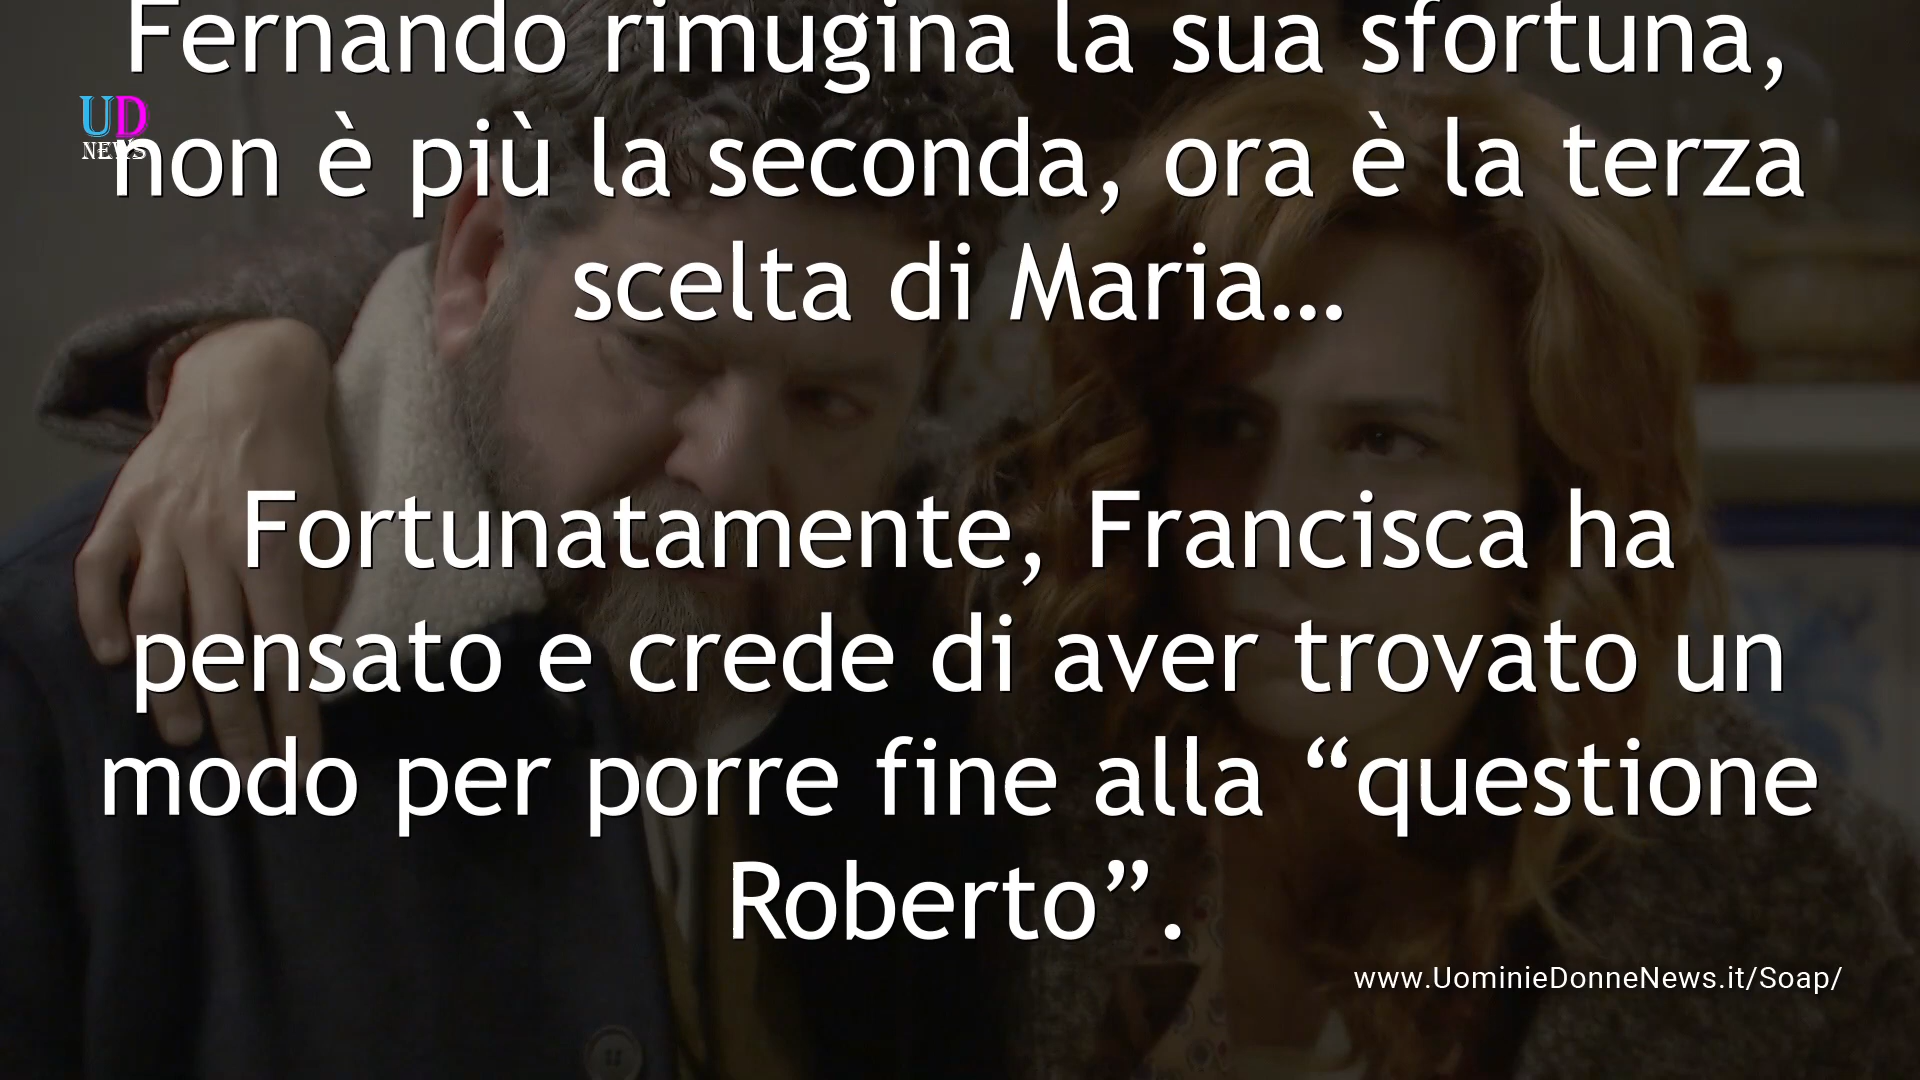 Fernando rimugina la sua sfortuna,
UD
NEWS
non è più la seconda, ora è la terza
scelta di Maria...
Fortunatamente, Francisca ha
pensato e crede di aver trovato un
modo per porre fine alla “questione
Roberto”.
www.UominieDonneNews.it/Soap/